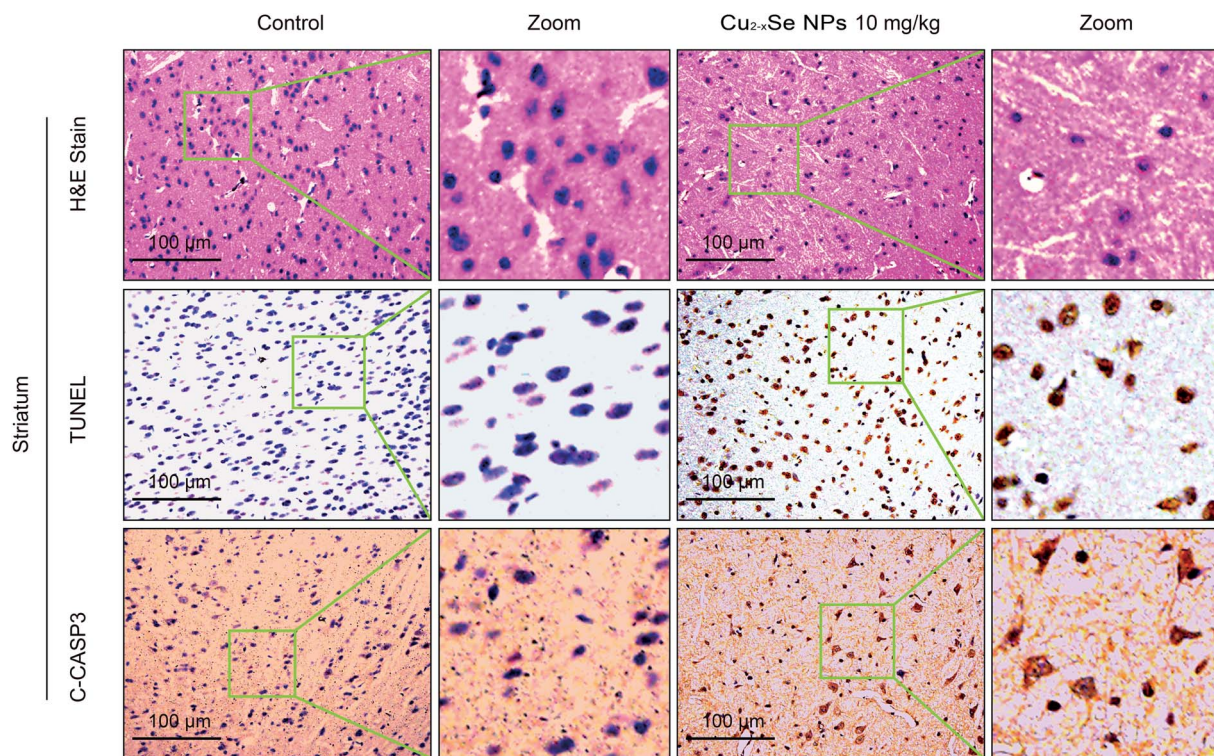 Control
Zoom
Cu₂₋ₓSe NPs 10 mg/kg
Zoom
Striatum
H&E Stain
100 µm
100 µm
TUNEL
100 µm
100 µm
C-CASP3
100 µm
100 µm